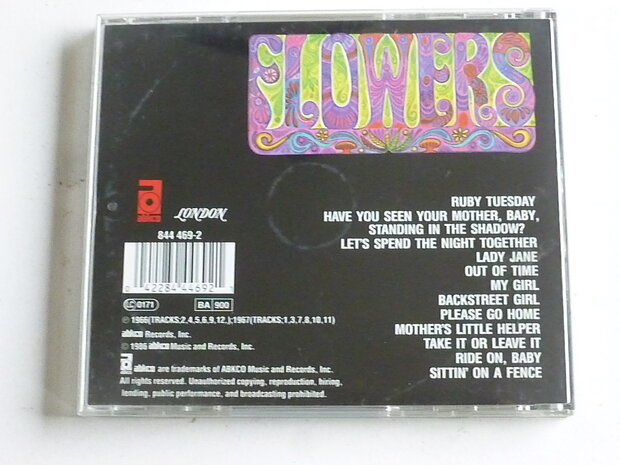 FLOWERS
RUBY TUESDAY
HAVE YOU SEEN YOUR MOTHER, BABY,
STANDING IN THE SHADOW?
LET'S SPEND THE NIGHT TOGETHER
LADY JANE
OUT OF TIME
MY GIRL
BACKSTREET GIRL
PLEASE GO HOME
MOTHER'S LITTLE HELPER
TAKE IT OR LEAVE IT
RIDE ON, BABY
SITTIN' ON A FENCE
abkco LONDON
844 469-2
0 42284 44692 1
LC 0171 BA 900
℗ 1966(TRACKS;2,4,5,6,9,12.);1967(TRACKS;1,3,7,8,10,11)
abkco Records, Inc.
© 1986 abkco Music and Records, Inc.
abkco are trademarks of ABKCO Music and Records, Inc.
All rights reserved. Unauthorized copying, reproduction, hiring,
lending, public performance, and broadcasting prohibited.